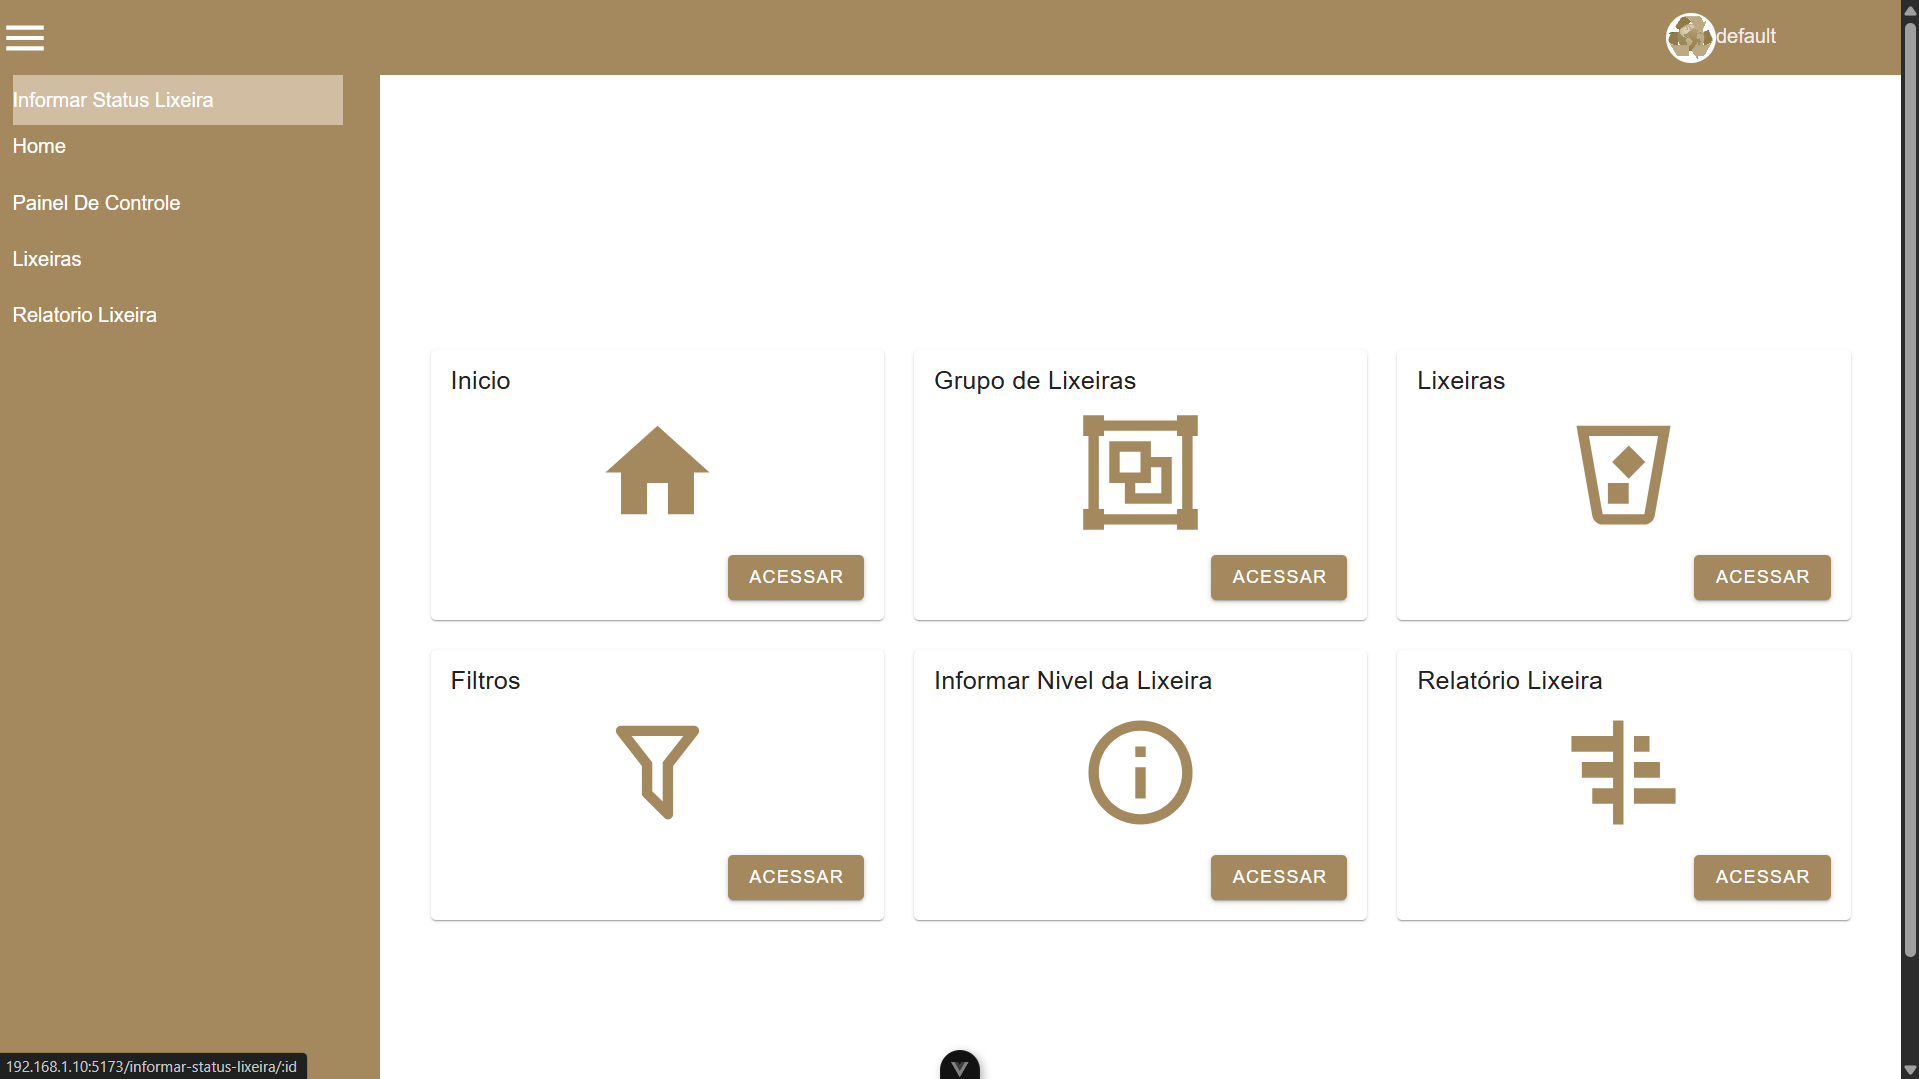 default
Informar Status Lixeira
Home
Painel De Controle
Lixeiras
Relatorio Lixeira
Inicio
Grupo de Lixeiras
Lixeiras
ACESSAR
ACESSAR
ACESSAR
Filtros
Informar Nivel da Lixeira
Relatório Lixeira
ACESSAR
ACESSAR
ACESSAR
192.168.1.10:5173/informar-status-lixeira/:id